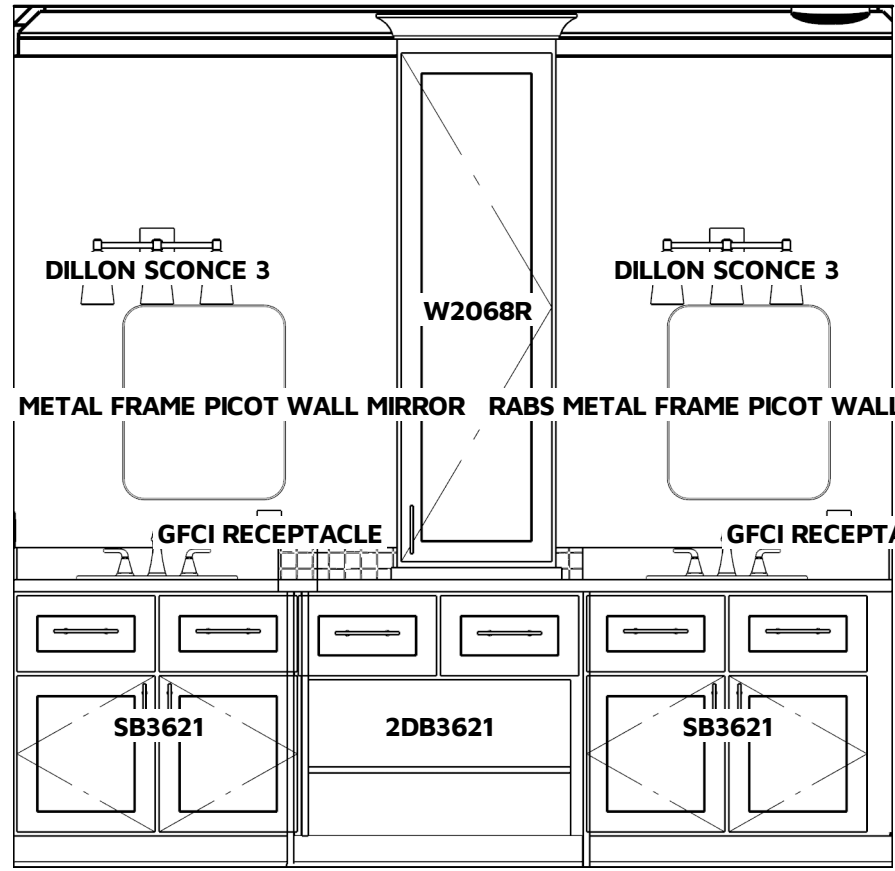 DILLON SCONCE 3
DILLON SCONCE 3
W2068R
METAL FRAME PICOT WALL MIRROR
RABS METAL FRAME PICOT WALL
GFCI RECEPTACLE
GFCI RECEPTA
SB3621
2DB3621
SB3621